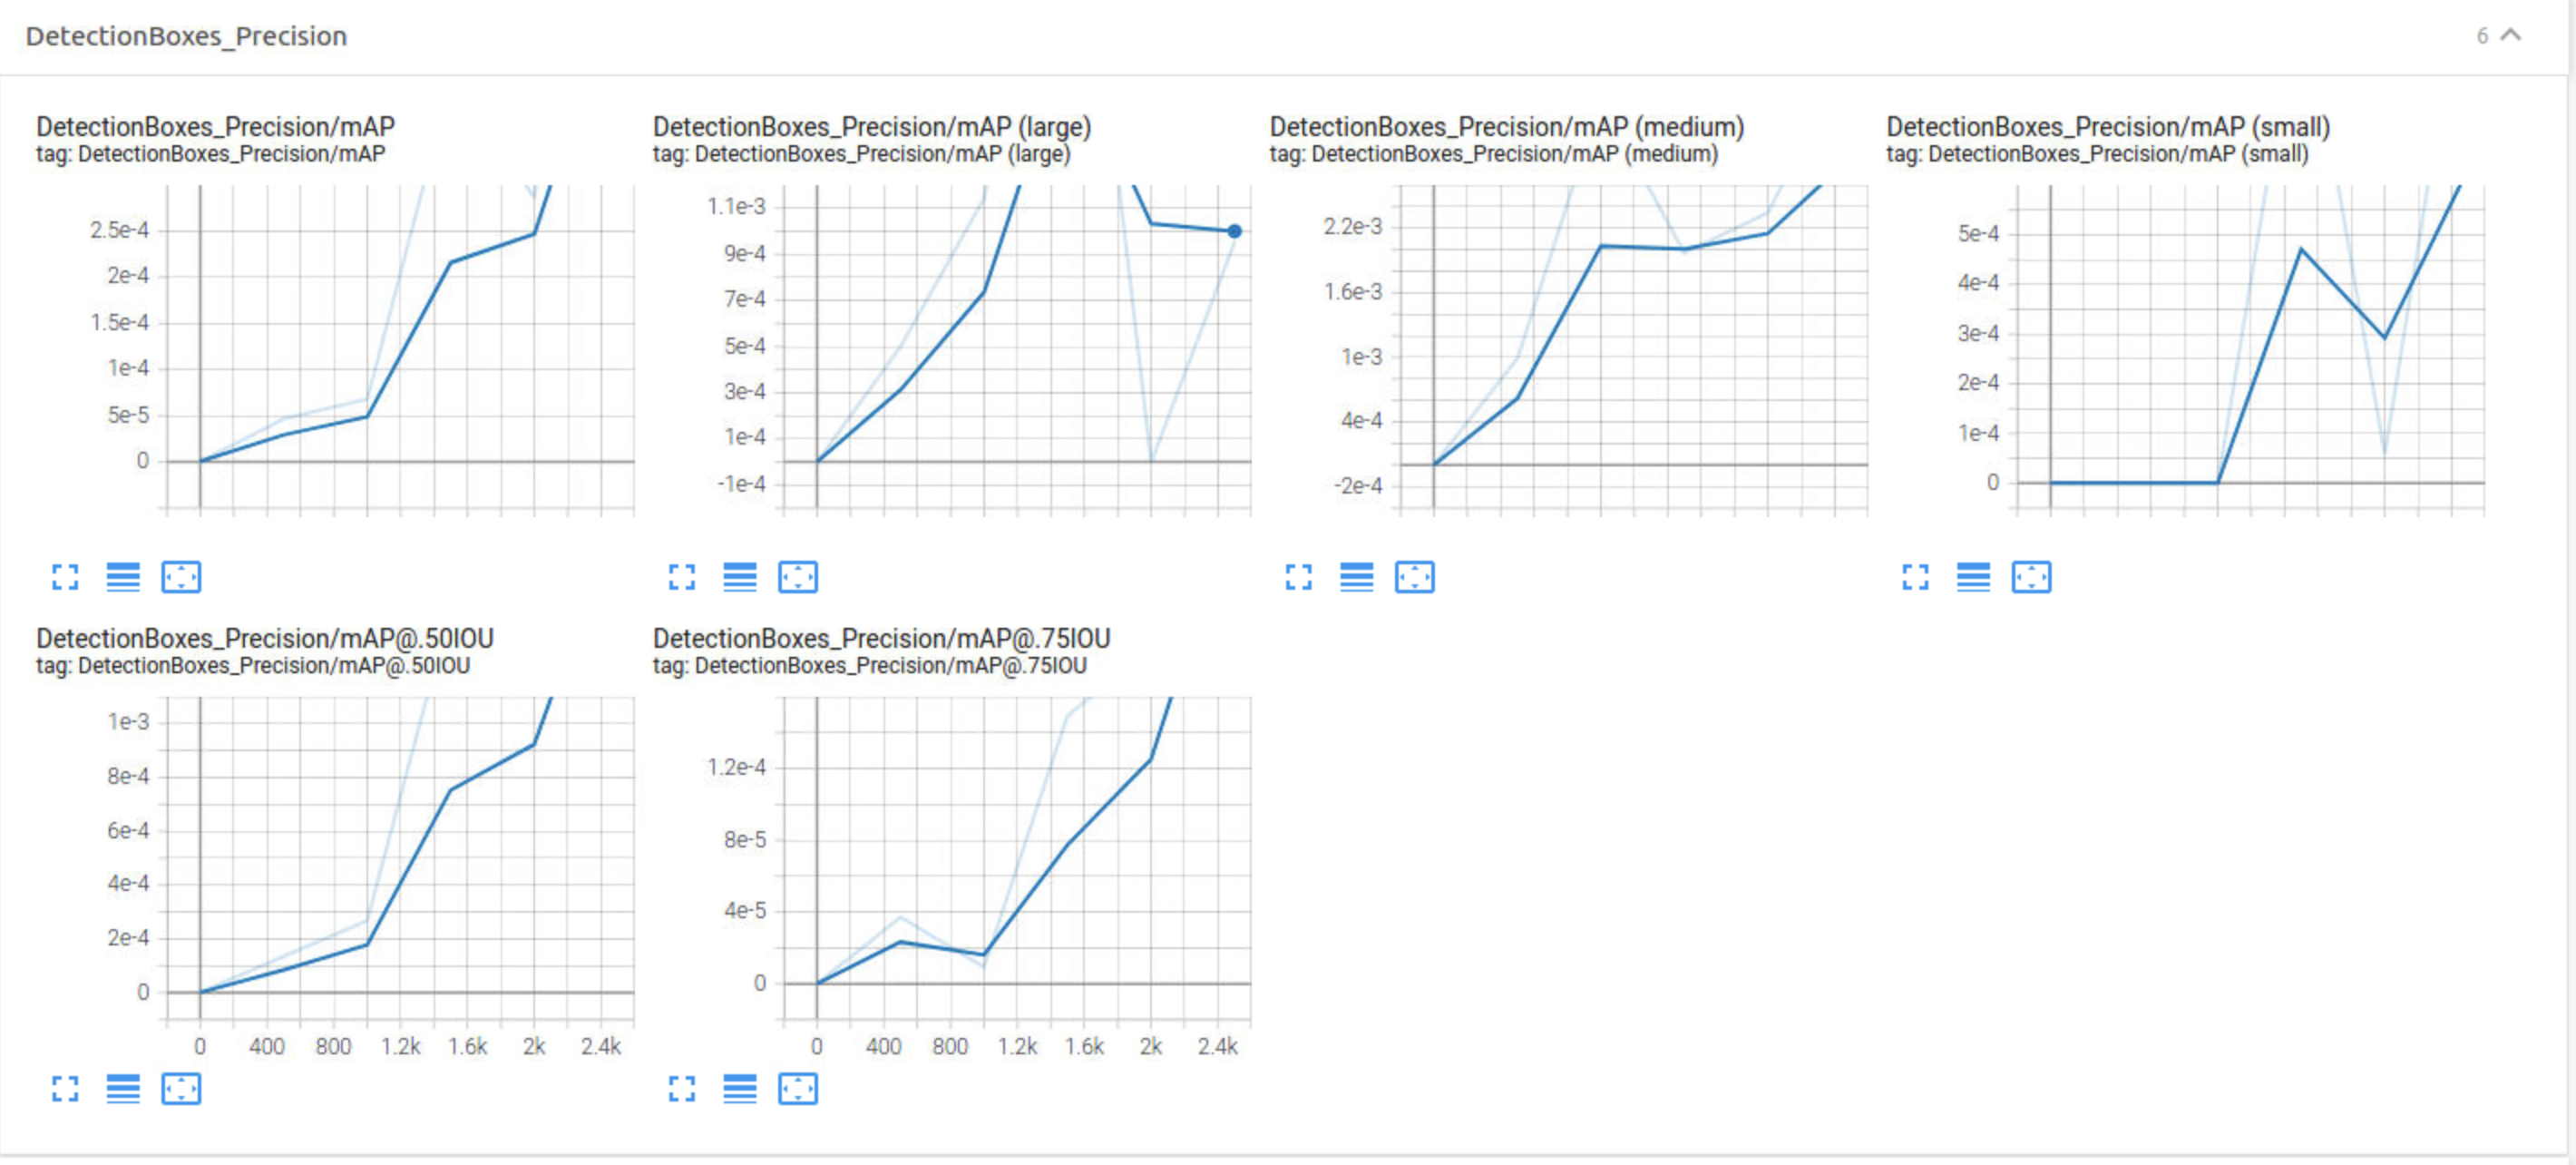 DetectionBoxes_Precision
6
DetectionBoxes_Precision/mAP
tag: DetectionBoxes_Precision/mAP
2.5e-4
2e-4
1.5e-4
1e-4
5e-5
0
DetectionBoxes_Precision/mAP (large)
tag: DetectionBoxes_Precision/mAP (large)
1.1e-3
9e-4
7e-4
5e-4
3e-4
1e-4
-1e-4
DetectionBoxes_Precision/mAP (medium)
tag: DetectionBoxes_Precision/mAP (medium)
2.2e-3
1.6e-3
1e-3
4e-4
-2e-4
DetectionBoxes_Precision/mAP (small)
tag: DetectionBoxes_Precision/mAP (small)
5e-4
4e-4
3e-4
2e-4
1e-4
0
DetectionBoxes_Precision/mAP@.50IOU
tag: DetectionBoxes_Precision/mAP@.50IOU
1e-3
8e-4
6e-4
4e-4
2e-4
0
0 400 800 1.2k 1.6k 2k 2.4k
DetectionBoxes_Precision/mAP@.75IOU
tag: DetectionBoxes_Precision/mAP@.75IOU
1.2e-4
8e-5
4e-5
0
0 400 800 1.2k 1.6k 2k 2.4k